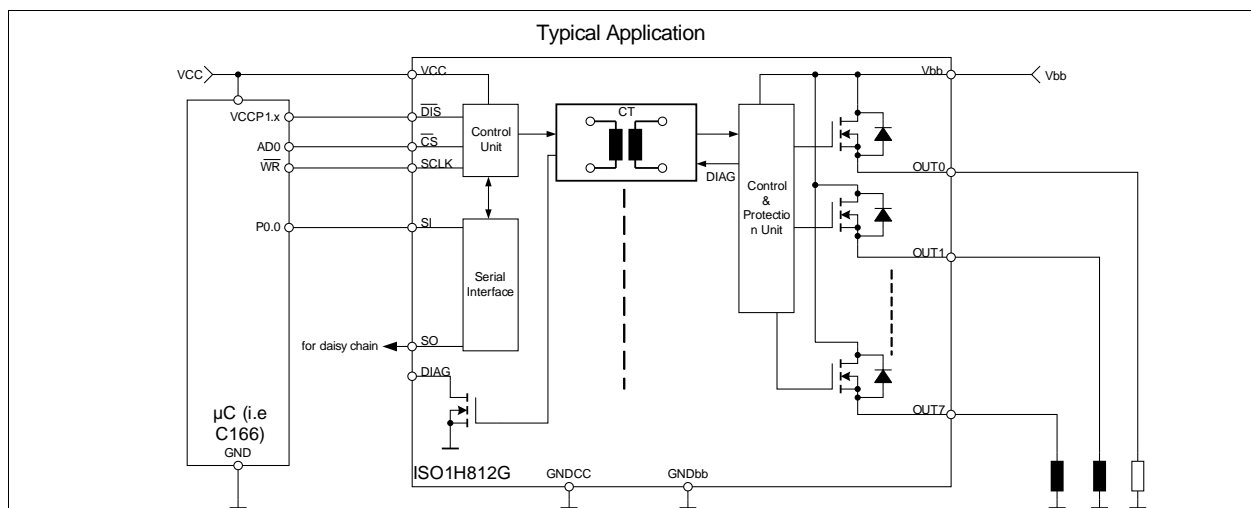 Typical Application
VCC
VCC
Vbb
Vbb
VCCP1.x
DIS
AD0
CS
WR
SCLK
Control
Unit
CT
DIAG
OUT0
P0.0
SI
Control
&
Protectio
n Unit
OUT1
Serial
Interface
for daisy chain
SO
DIAG
OUT7
µC (i.e
C166)
GND
ISO1H812G
GNDCC
GNDbb